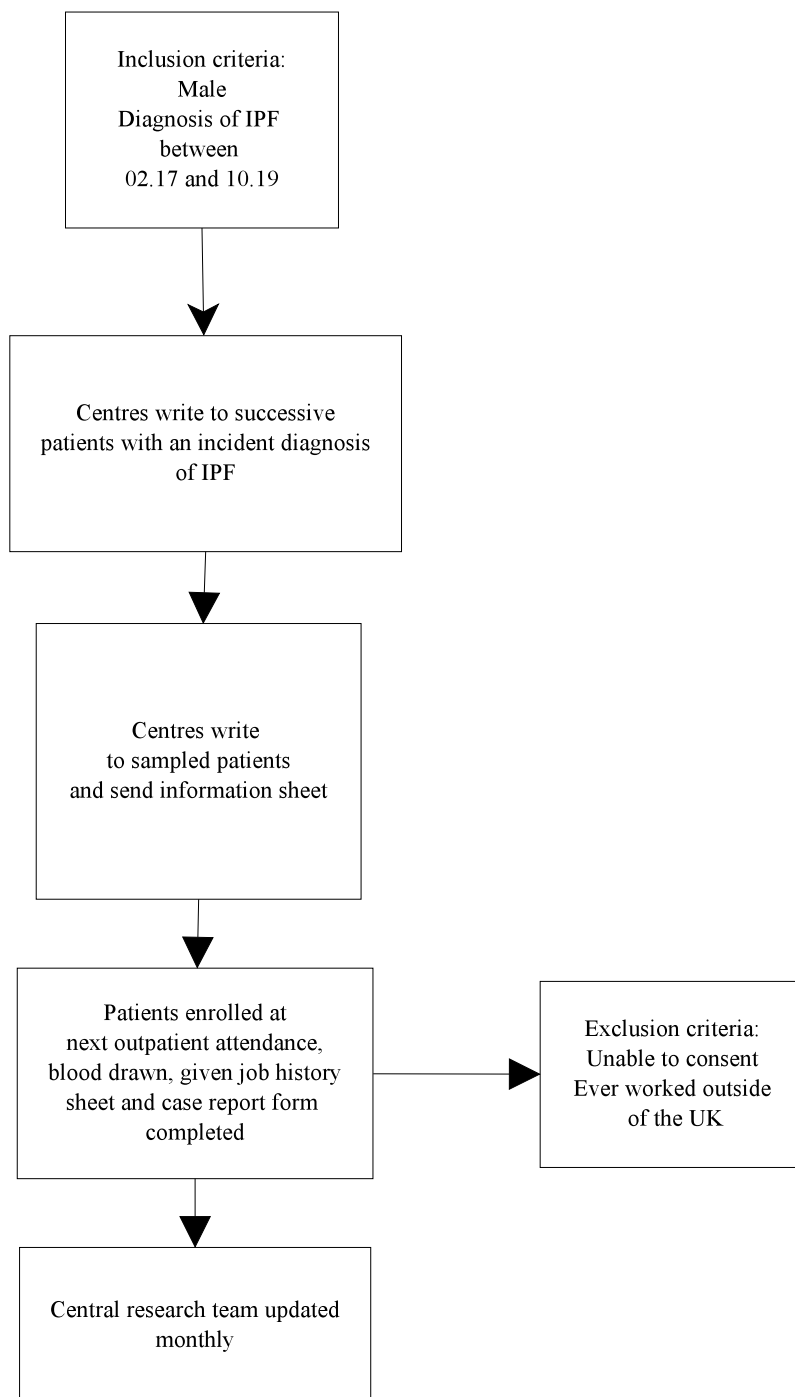 Inclusion criteria:
Male
Diagnosis of IPF
between
02.17 and 10.19
Centres write to successive
patients with an incident diagnosis
of IPF
Centres write
to sampled patients
and send information sheet
Patients enrolled at
next outpatient attendance,
blood drawn, given job history
sheet and case report form
completed
Exclusion criteria:
Unable to consent
Ever worked outside
of the UK
Central research team updated
monthly